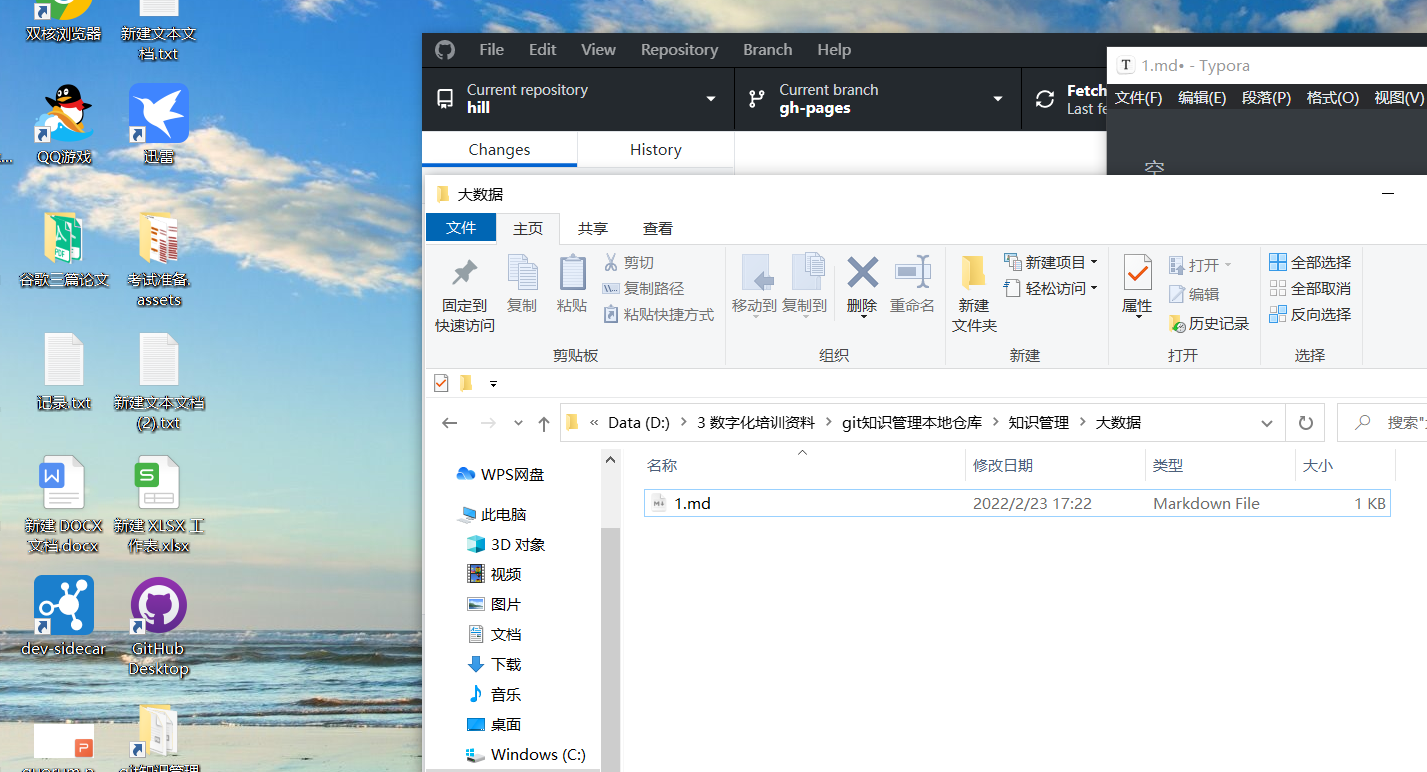 双核浏览器
新建文本文
档.txt
QQ游戏
迅雷
谷歌三篇论文
考试准备.
assets
记录.txt
新建文本文档
(2).txt
新建 DOCX
文档.docx
新建 XLSX 工
作表.xlsx
dev-sidecar
GitHub
Desktop
File Edit View Repository Branch Help
Current repository
hill
Current branch
gh-pages
Fetch
Last fe
Changes History
1.md• - Typora
文件(F) 编辑(E) 段落(P) 格式(O) 视图(V)
空
大数据
文件 主页 共享 查看
固定到
快速访问
复制
粘贴
剪切
复制路径
粘贴快捷方式
剪贴板
移动到 复制到 删除 重命名
组织
新建
文件夹
新建项目
轻松访问
新建
属性
打开
编辑
历史记录
打开
全部选择
全部取消
反向选择
选择
« Data (D:) > 3 数字化培训资料 > git知识管理本地仓库 > 知识管理 > 大数据
搜索"
WPS网盘
此电脑
3D 对象
视频
图片
文档
下载
音乐
桌面
Windows (C:)
名称 修改日期 类型 大小
1.md 2022/2/23 17:22 Markdown File 1 KB